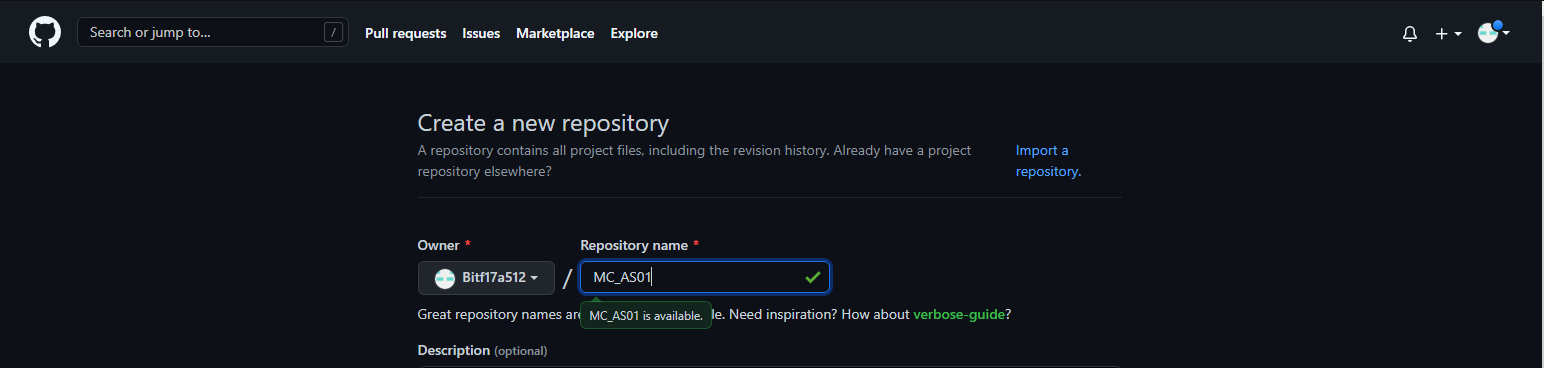 Search or jump to... / Pull requests Issues Marketplace Explore
Create a new repository
A repository contains all project files, including the revision history. Already have a project
repository elsewhere?
Import a
repository.
Owner * Repository name *
Bitf17a512 / MC_AS01
MC_AS01 is available.
Great repository names are le. Need inspiration? How about verbose-guide?
Description (optional)